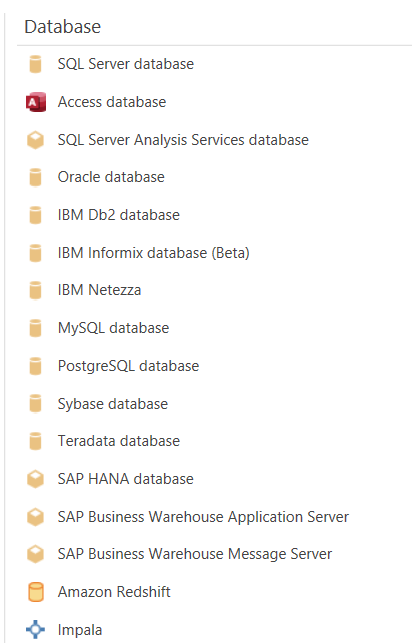 Database
SQL Server database
Access database
SQL Server Analysis Services database
Oracle database
IBM Db2 database
IBM Informix database (Beta)
IBM Netezza
MySQL database
PostgreSQL database
Sybase database
Teradata database
SAP HANA database
SAP Business Warehouse Application Server
SAP Business Warehouse Message Server
Amazon Redshift
Impala